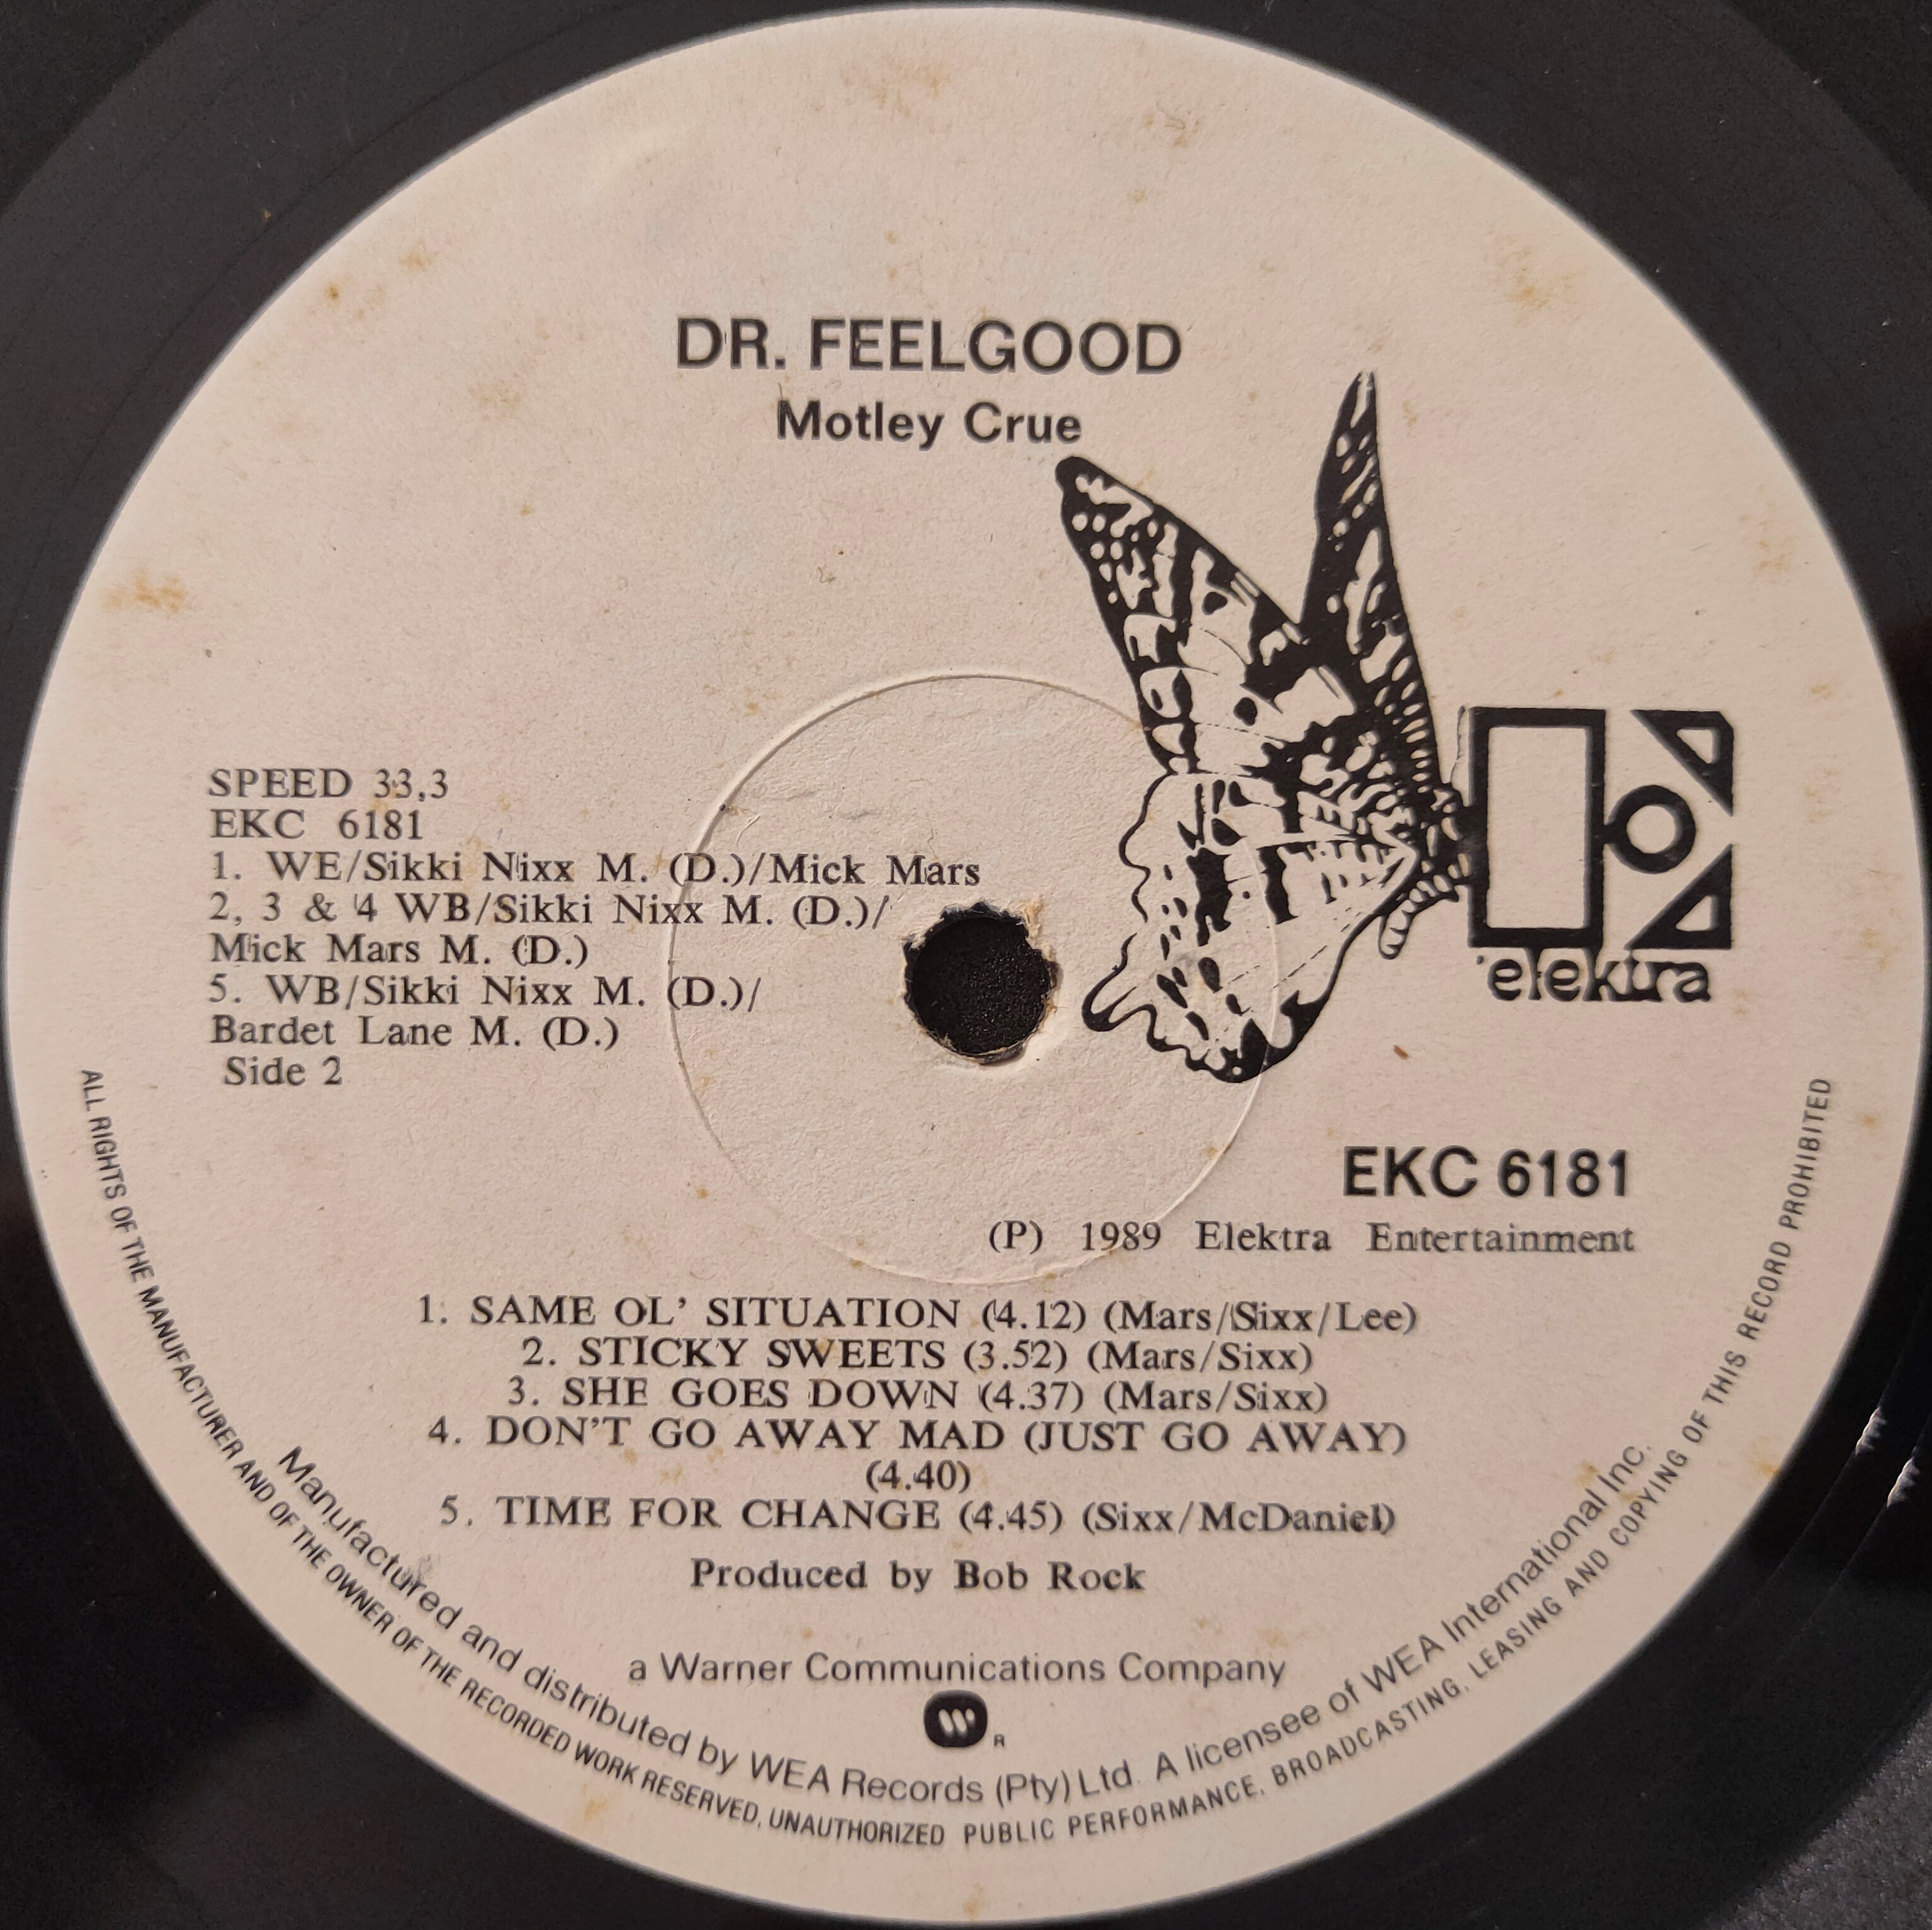 DR. FEELGOOD
Motley Crue
SPEED 33,3
EKC 6181
1. WE/Sikki Nixx M. (D.)/Mick Mars
2, 3 & 4 WB/Sikki Nixx M. (D.)/
Mick Mars M. (D.)
5. WB/Sikki Nixx M. (D.)/
Bardet Lane M. (D.)
Side 2
elektra
EKC 6181
(P) 1989 Elektra Entertainment
1. SAME OL' SITUATION (4.12) (Mars/Sixx/Lee)
2. STICKY SWEETS (3.52) (Mars/Sixx)
3. SHE GOES DOWN (4.37) (Mars/Sixx)
4. DON'T GO AWAY MAD (JUST GO AWAY)
(4.40)
5. TIME FOR CHANGE (4.45) (Sixx/McDaniel)
Produced by Bob Rock
a Warner Communications Company
R
Manufactured and distributed by WEA Records (Pty) Ltd. A licensee of WEA International Inc.
ALL RIGHTS OF THE MANUFACTURER AND OF THE OWNER OF THE RECORDED WORK RESERVED, UNAUTHORIZED PUBLIC PERFORMANCE, BROADCASTING, LEASING AND COPYING OF THIS RECORD PROHIBITED